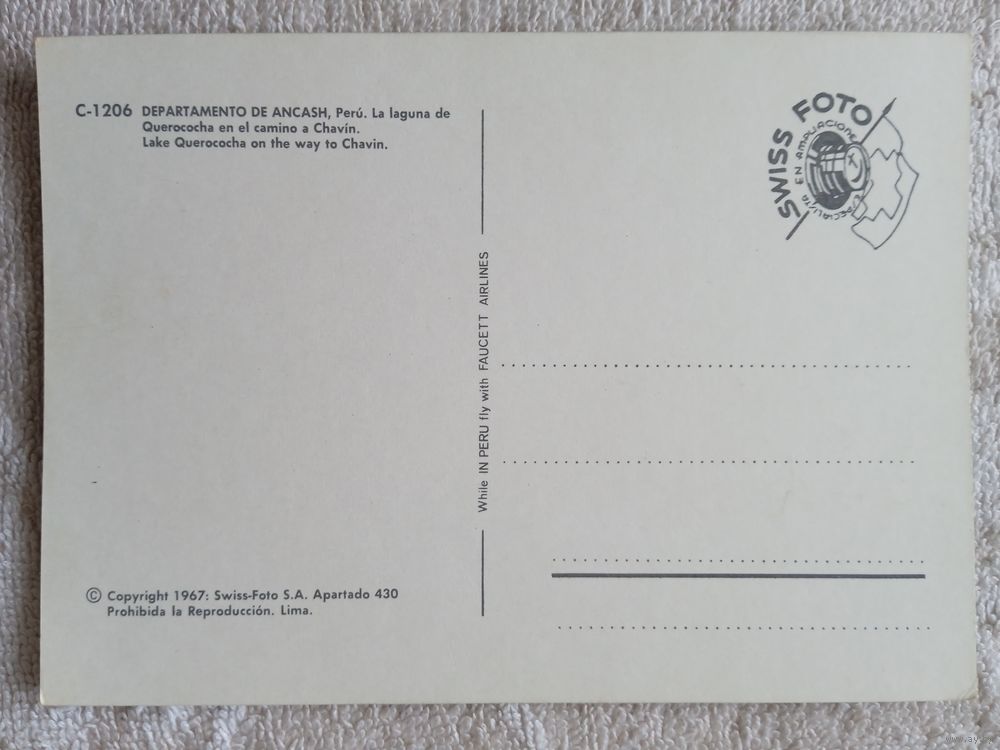 C-1206 DEPARTAMENTO DE ANCASH, Perú. La laguna de
Querococha en el camino a Chavín.
Lake Querococha on the way to Chavin.
SWISS FOTO
ESPECIALISTA EN AMPLIACIONE
While IN PERU fly with FAUCETT AIRLINES
© Copyright 1967: Swiss-Foto S.A. Apartado 430
Prohibida la Reproducción. Lima.